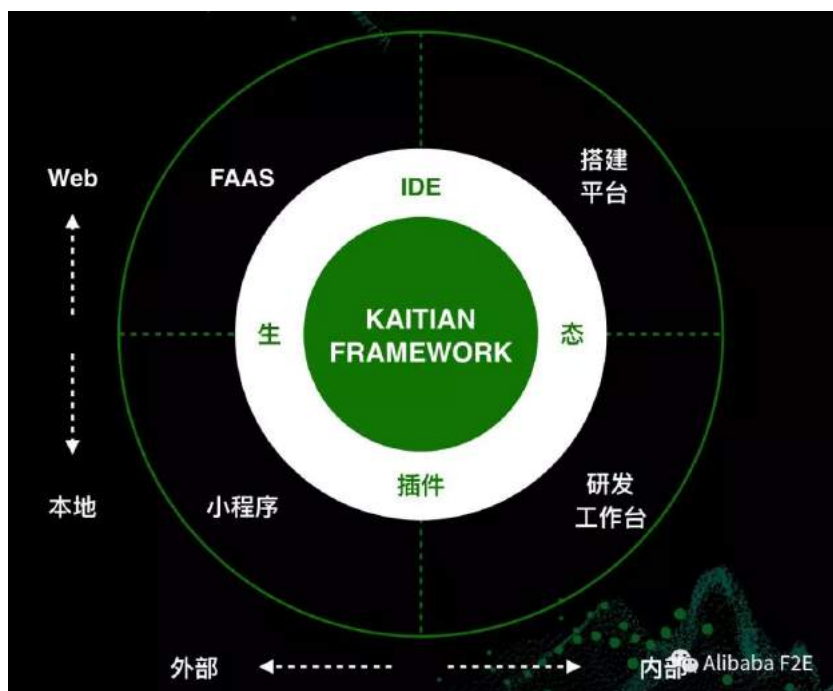 Web
FAAS
IDE
搭建
平台
生
KAITIAN
FRAMEWORK
态
本地
小程序
插件
研发
工作台
外部
内部
Alibaba F2E